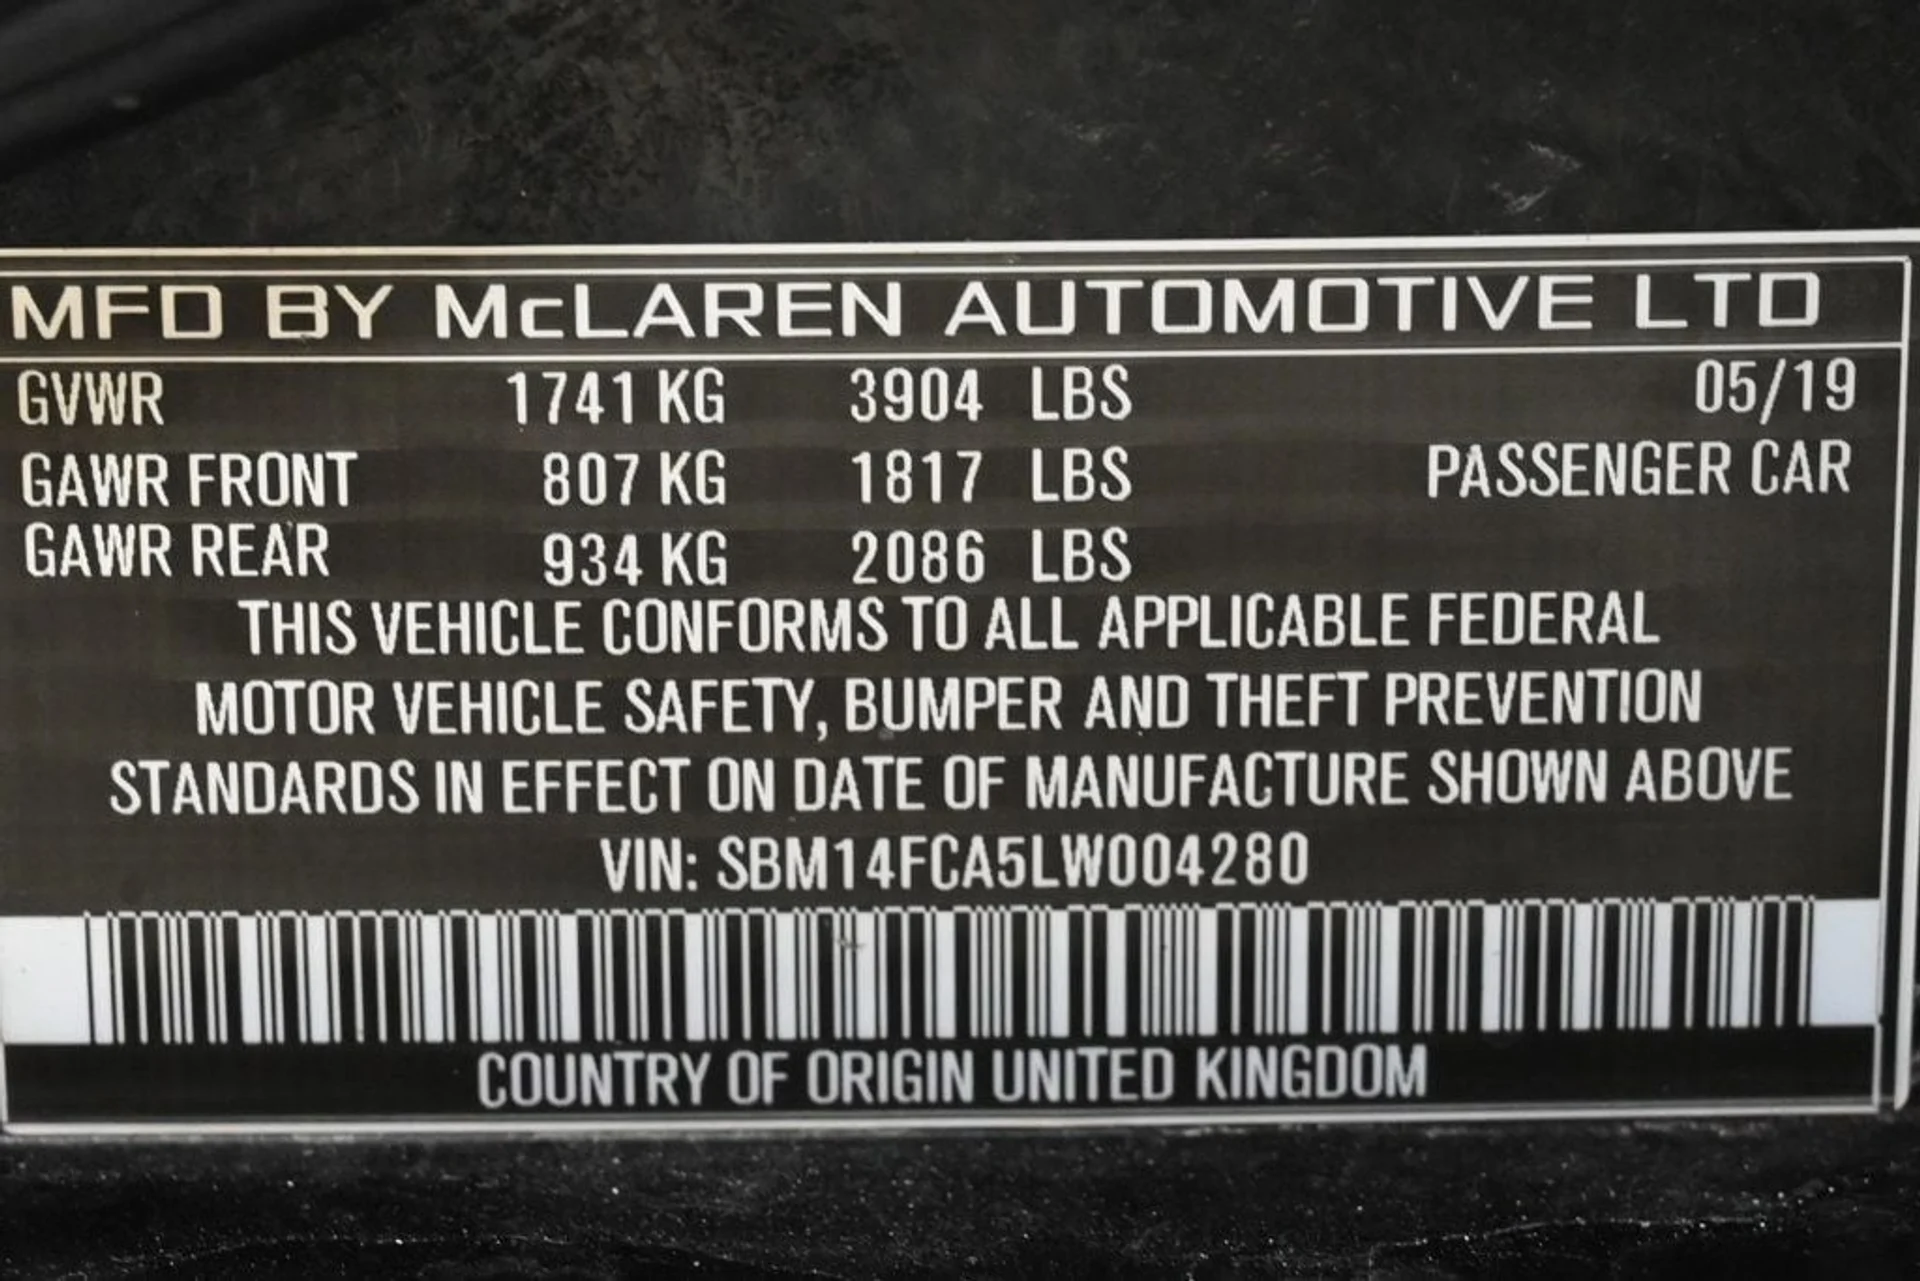 MFD BY McLAREN AUTOMOTIVE LTD
GVWR 1741 KG 3904 LBS 05/19
GAWR FRONT 807 KG 1817 LBS PASSENGER CAR
GAWR REAR 934 KG 2086 LBS
THIS VEHICLE CONFORMS TO ALL APPLICABLE FEDERAL
MOTOR VEHICLE SAFETY, BUMPER AND THEFT PREVENTION
STANDARDS IN EFFECT ON DATE OF MANUFACTURE SHOWN ABOVE
VIN: SBM14FCA5LW004280
COUNTRY OF ORIGIN UNITED KINGDOM